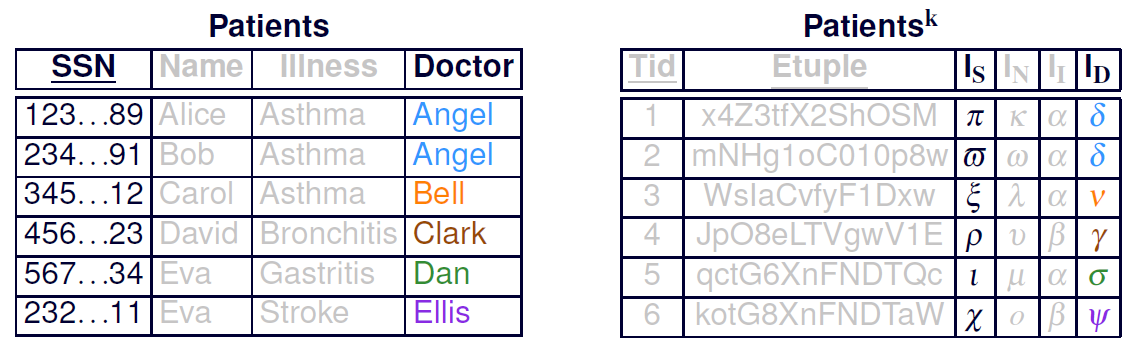 Patients
SSN Name Illness Doctor
123...89 Alice Asthma Angel
234...91 Bob Asthma Angel
345...12 Carol Asthma Bell
456...23 David Bronchitis Clark
567...34 Eva Gastritis Dan
232...11 Eva Stroke Ellis
Patientsᵏ
Tid Etuple I_S I_N I_I I_D
1 x4Z3tfX2ShOSM π κ α δ
2 mNHg1oC010p8w ϖ ω α δ
3 WsIaCvfyF1Dxw ξ λ α ν
4 JpO8eLTVgwV1E ρ υ β γ
5 qctG6XnFNDTQc ι μ α σ
6 kotG8XnFNDTaW χ ο β ψ